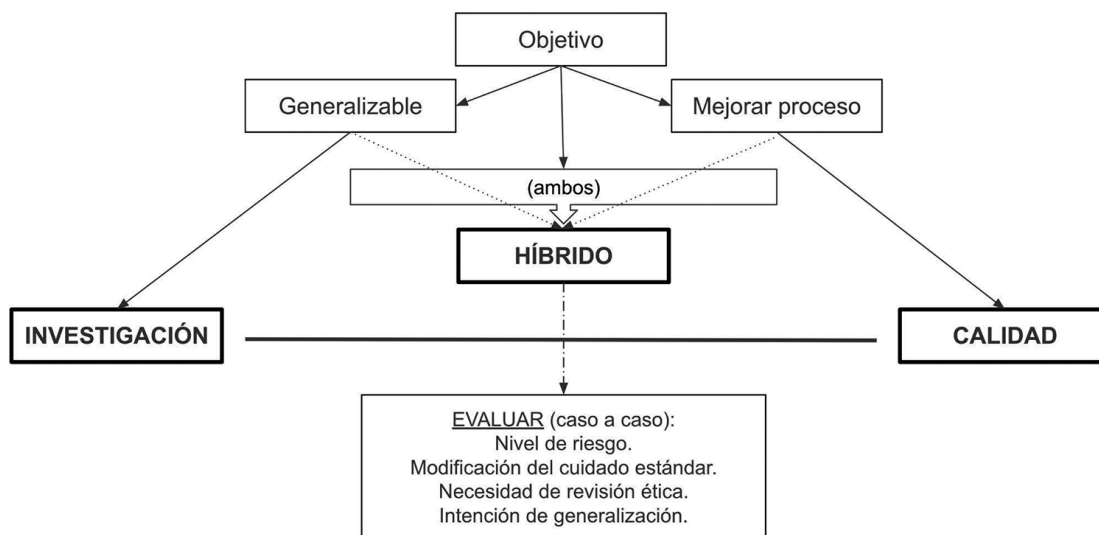 Objetivo
Generalizable
Mejorar proceso
(ambos)
HÍBRIDO
INVESTIGACIÓN
CALIDAD
EVALUAR (caso a caso):
Nivel de riesgo.
Modificación del cuidado estándar.
Necesidad de revisión ética.
Intención de generalización.